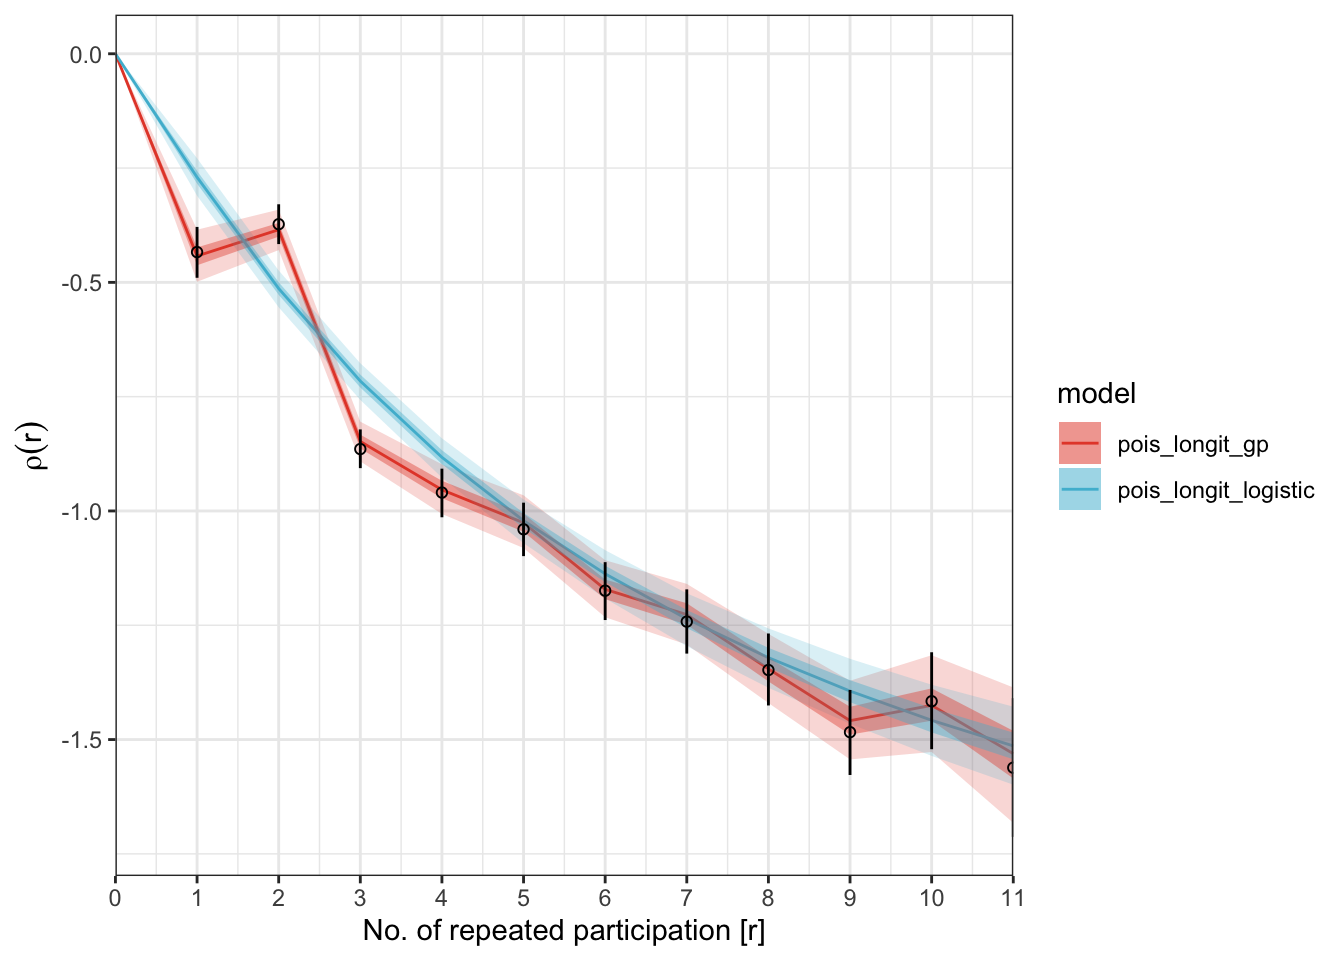 0.0
-0.5
-1.0
-1.5
ρ(r)
0 1 2 3 4 5 6 7 8 9 10 11
No. of repeated participation [r]
model
pois_longit_gp
pois_longit_logistic